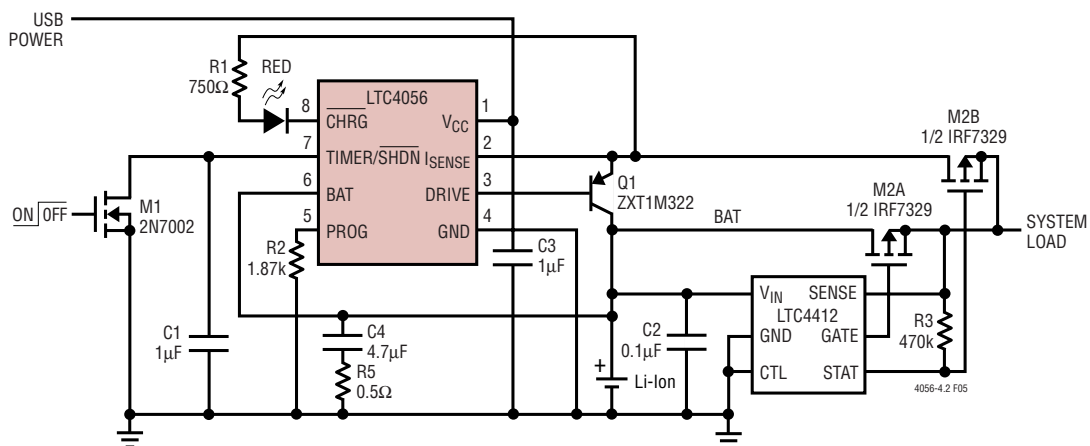 USB
POWER
R1
750Ω
RED
LTC4056
8
CHRG
1
VCC
7
TIMER/SHDN
ISENSE
2
6
BAT
DRIVE
3
5
PROG
GND
4
ON OFF
M1
2N7002
R2
1.87k
C1
1µF
C4
4.7µF
R5
0.5Ω
C3
1µF
Q1
ZXT1M322
BAT
M2B
1/2 IRF7329
M2A
1/2 IRF7329
SYSTEM
LOAD
VIN
SENSE
LTC4412
GND
GATE
CTL
STAT
C2
0.1µF
R3
470k
+
Li-Ion
4056-4.2 F05